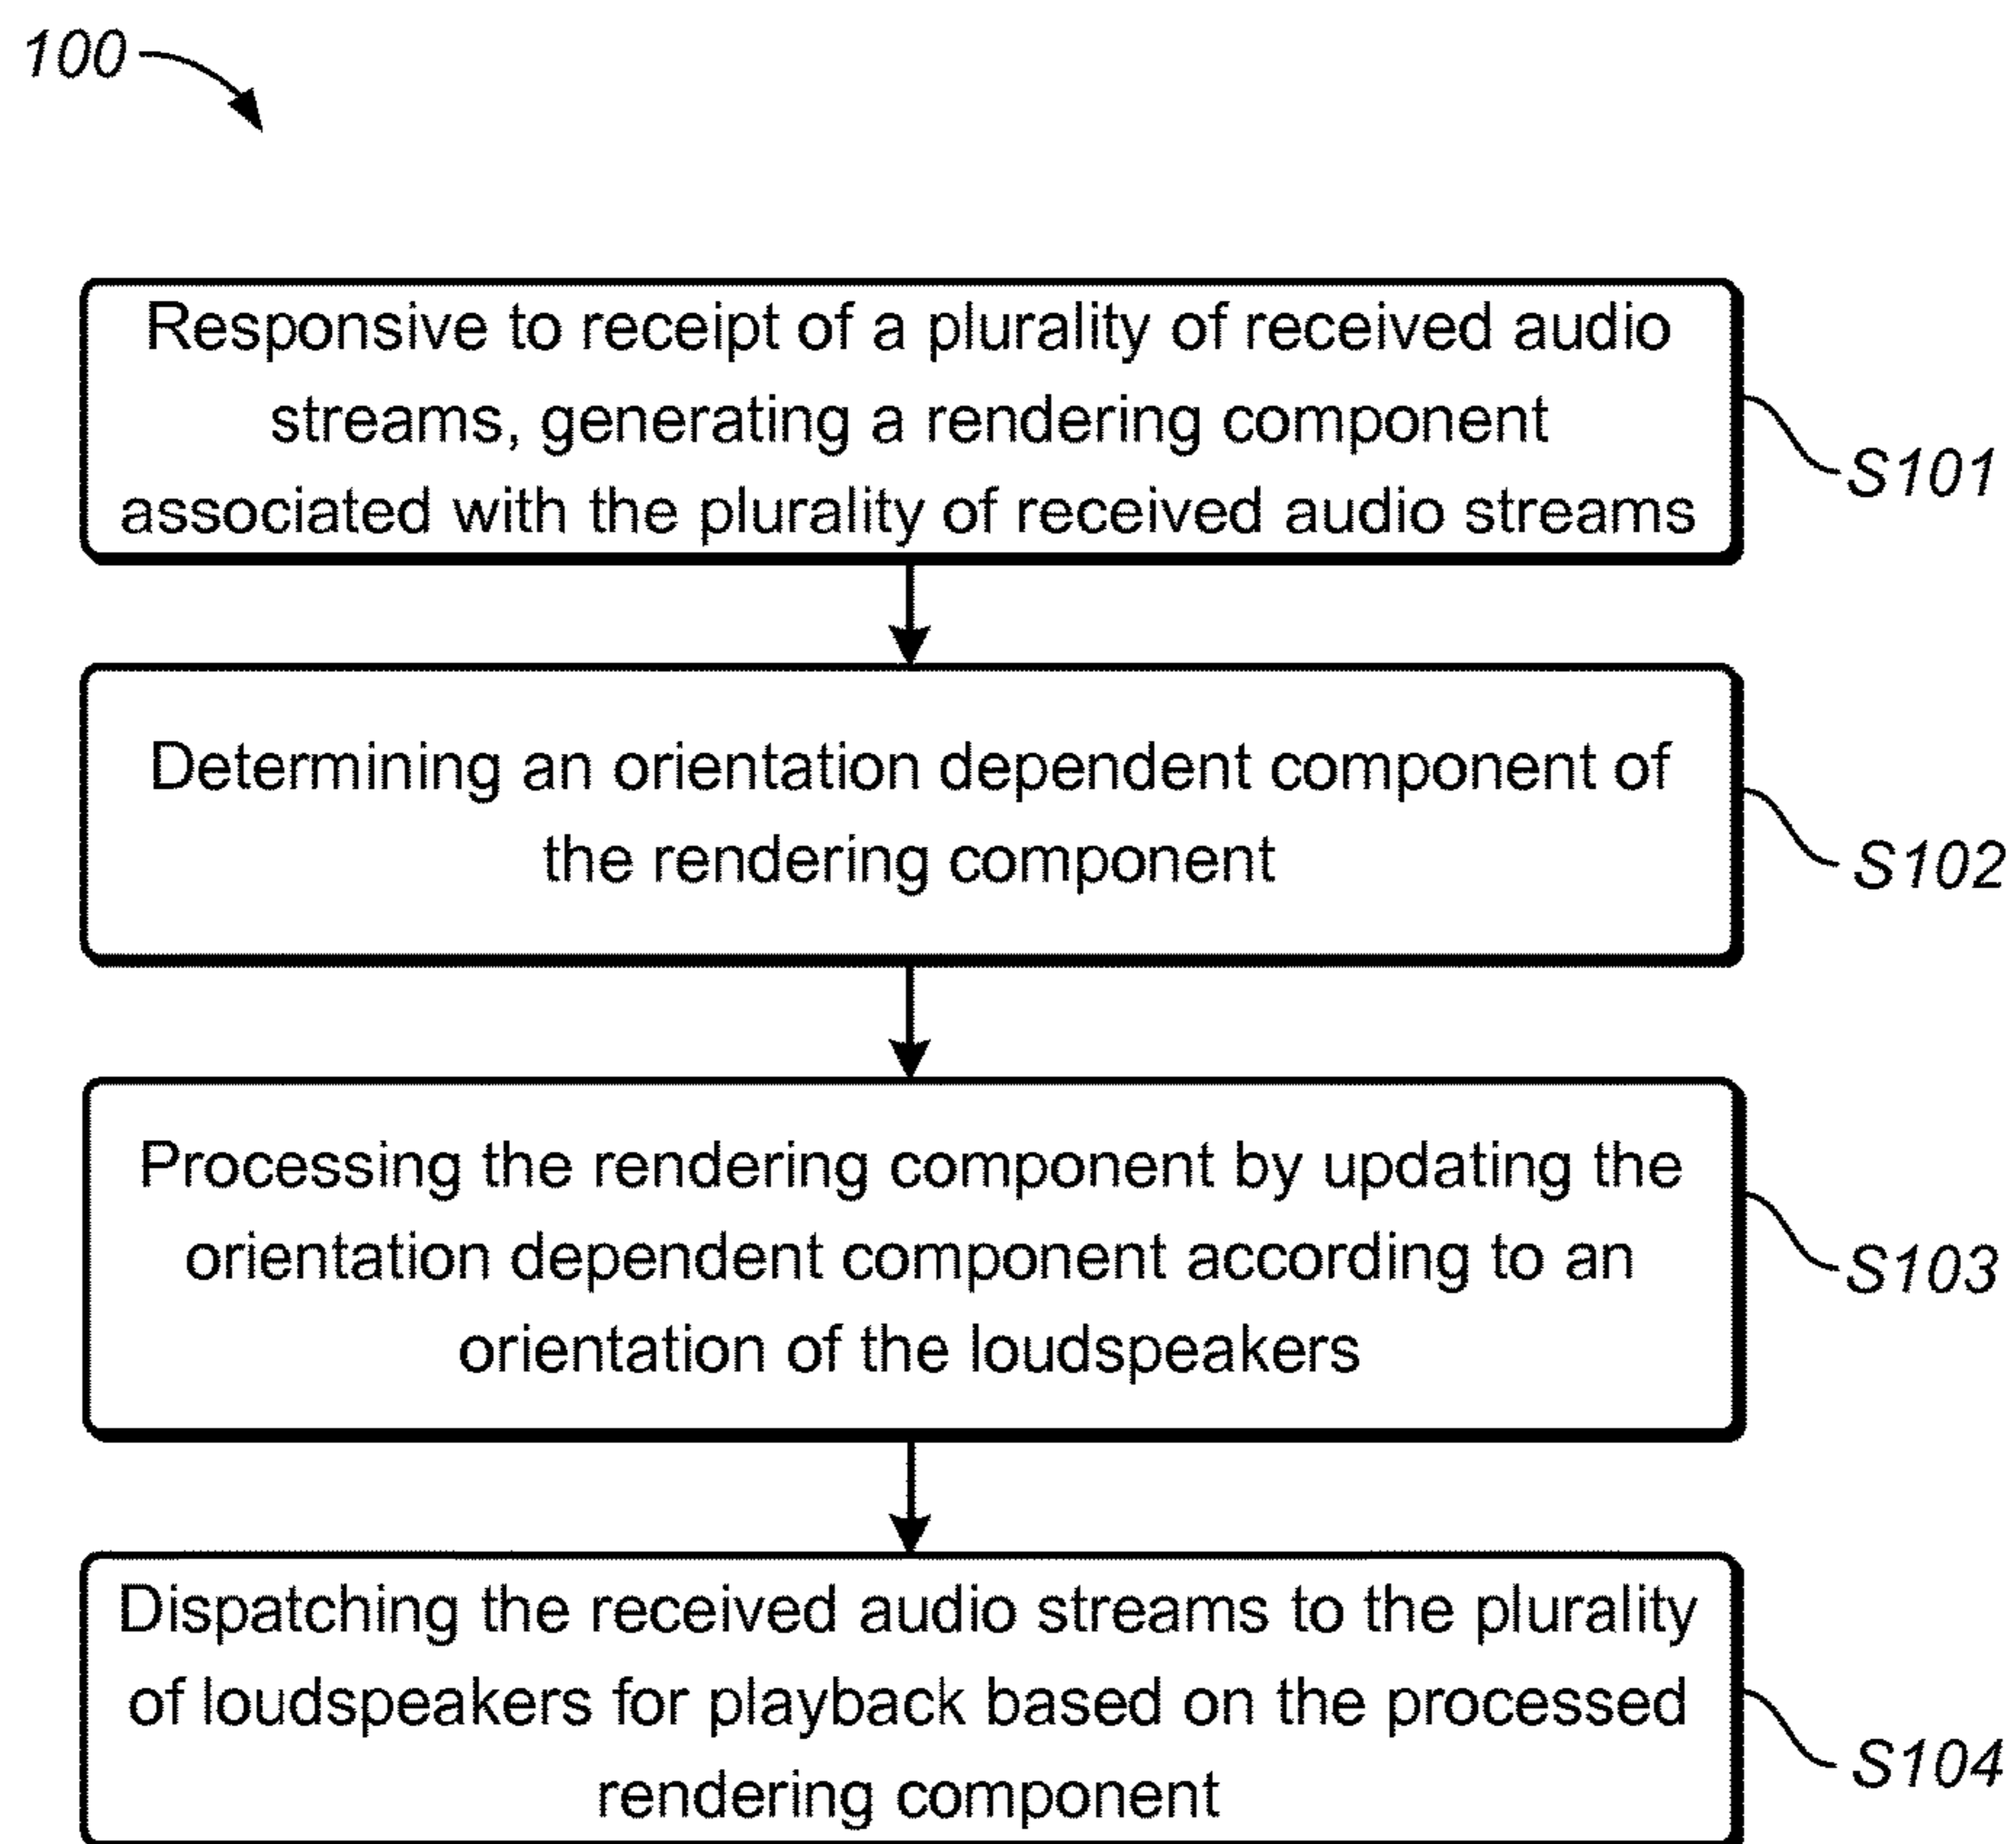 100
Responsive to receipt of a plurality of received audio
streams, generating a rendering component
associated with the plurality of received audio streams
S101
Determining an orientation dependent component of
the rendering component
S102
Processing the rendering component by updating the
orientation dependent component according to an
orientation of the loudspeakers
S103
Dispatching the received audio streams to the plurality
of loudspeakers for playback based on the processed
rendering component
S104